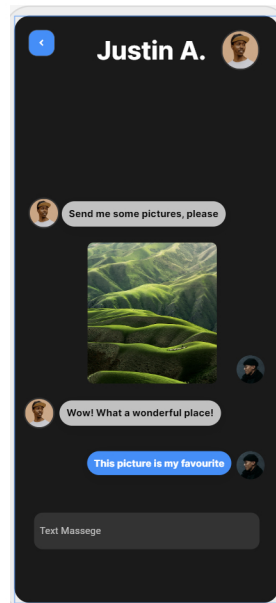 Justin A.
Send me some pictures, please
Wow! What a wonderful place!
This picture is my favourite
Text Massege